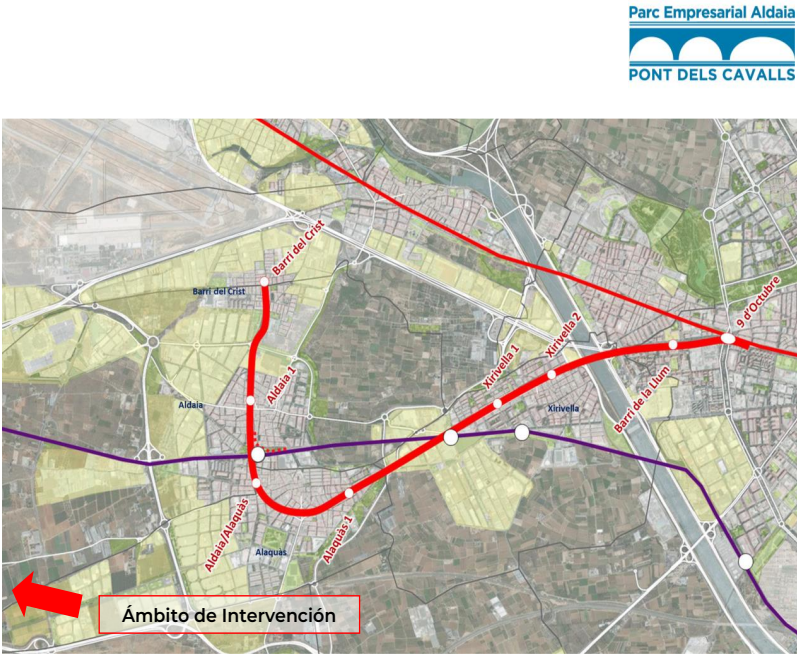 Parc Empresarial Aldaia
PONT DELS CAVALLS
Barri del Crist
Barri del Crist
9 d'Octubre
Xirivella 2
Xirivella 1
Aldaia 1
Barri de la Llum
Aldaia
Xirivella
Aldaia/Alaquàs
Alaquàs 1
Alaquas
Ámbito de Intervención